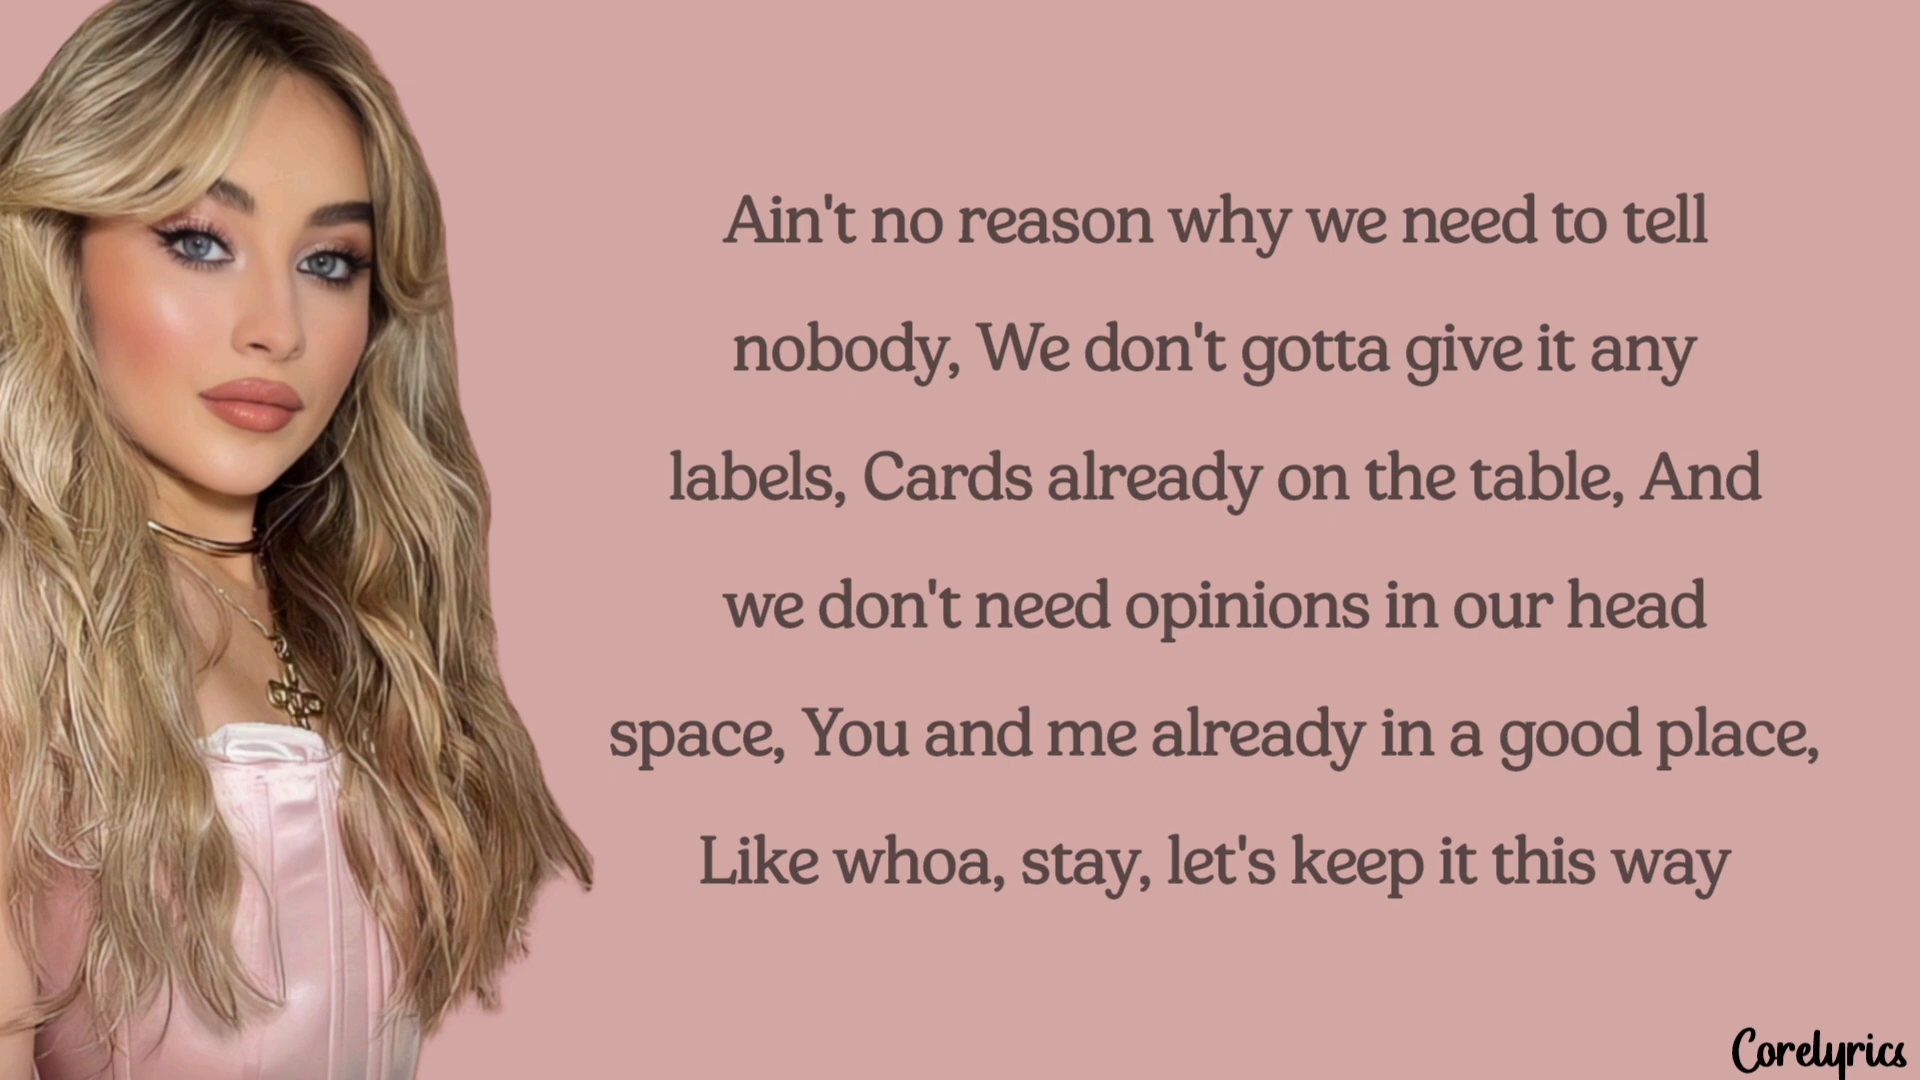 Ain't no reason why we need to tell
nobody, We don't gotta give it any
labels, Cards already on the table, And
we don't need opinions in our head
space, You and me already in a good place,
Like whoa, stay, let's keep it this way
Corelyrics